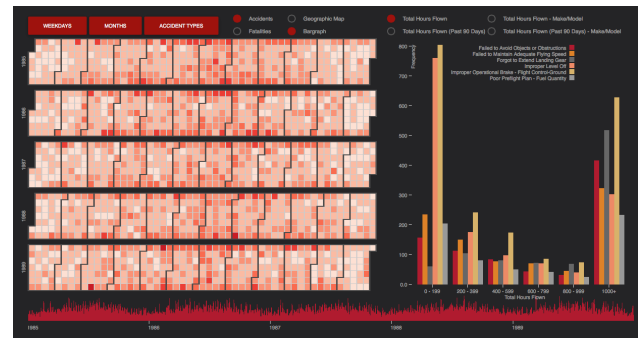 WEEKDAYS MONTHS ACCIDENT TYPES
Accidents Geographic Map Total Hours Flown Total Hours Flown - Make/Model
Fatalities Bargraph Total Hours Flown (Past 90 Days) Total Hours Flown (Past 90 Days) - Make/Model
1985
1986
1987
1988
1989
Frequency
Failed to Avoid Objects or Obstructions
Failed to Maintain Adequate Flying Speed
Forgot to Extend Landing Gear
Improper Level Off
Improper Operational Brake - Flight Control-Ground
Poor Preflight Plan - Fuel Quantity
800
700
600
500
400
300
200
100
0.0
0 - 199 200 - 399 400 - 599 600 - 799 800 - 999 1000+
Total Hours Flown
1985 1986 1987 1988 1989